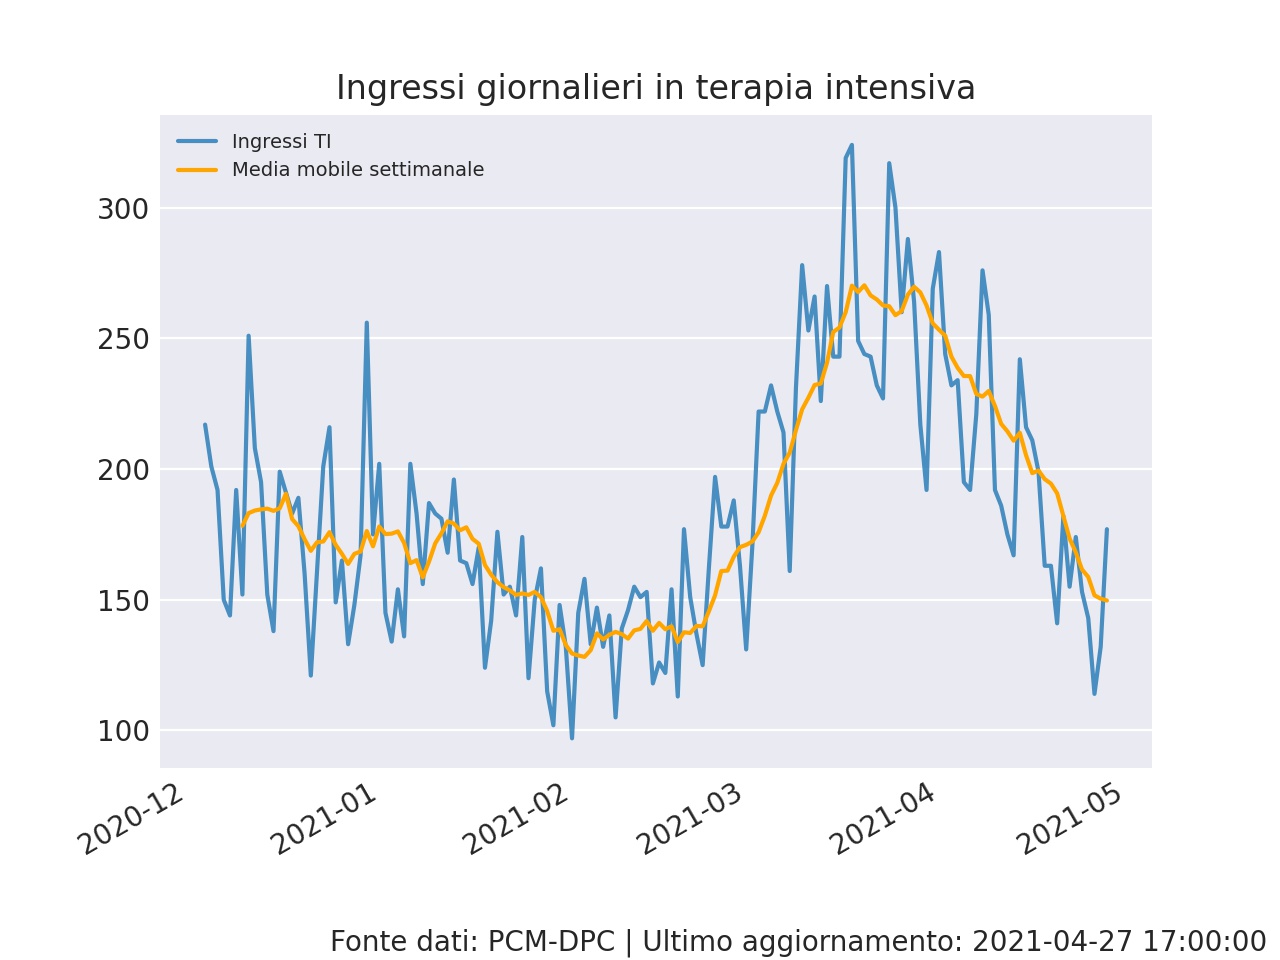 Ingressi giornalieri in terapia intensiva
Ingressi TI
Media mobile settimanale
300
250
200
150
100
2020-12
2021-01
2021-02
2021-03
2021-04
2021-05
Fonte dati: PCM-DPC | Ultimo aggiornamento: 2021-04-27 17:00:00